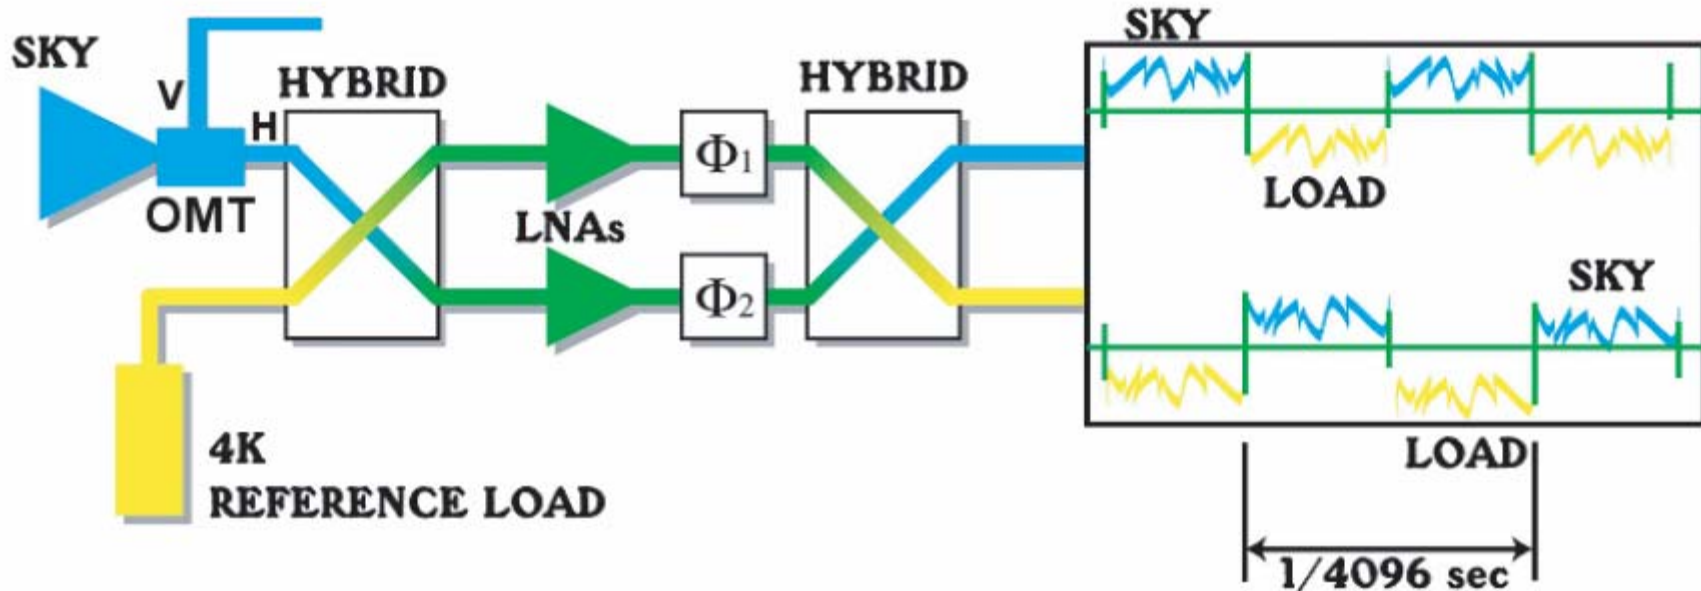 SKY
V
H
OMT
HYBRID
LNAs
Φ1
Φ2
HYBRID
4K
REFERENCE LOAD
SKY
LOAD
SKY
LOAD
1/4096 sec